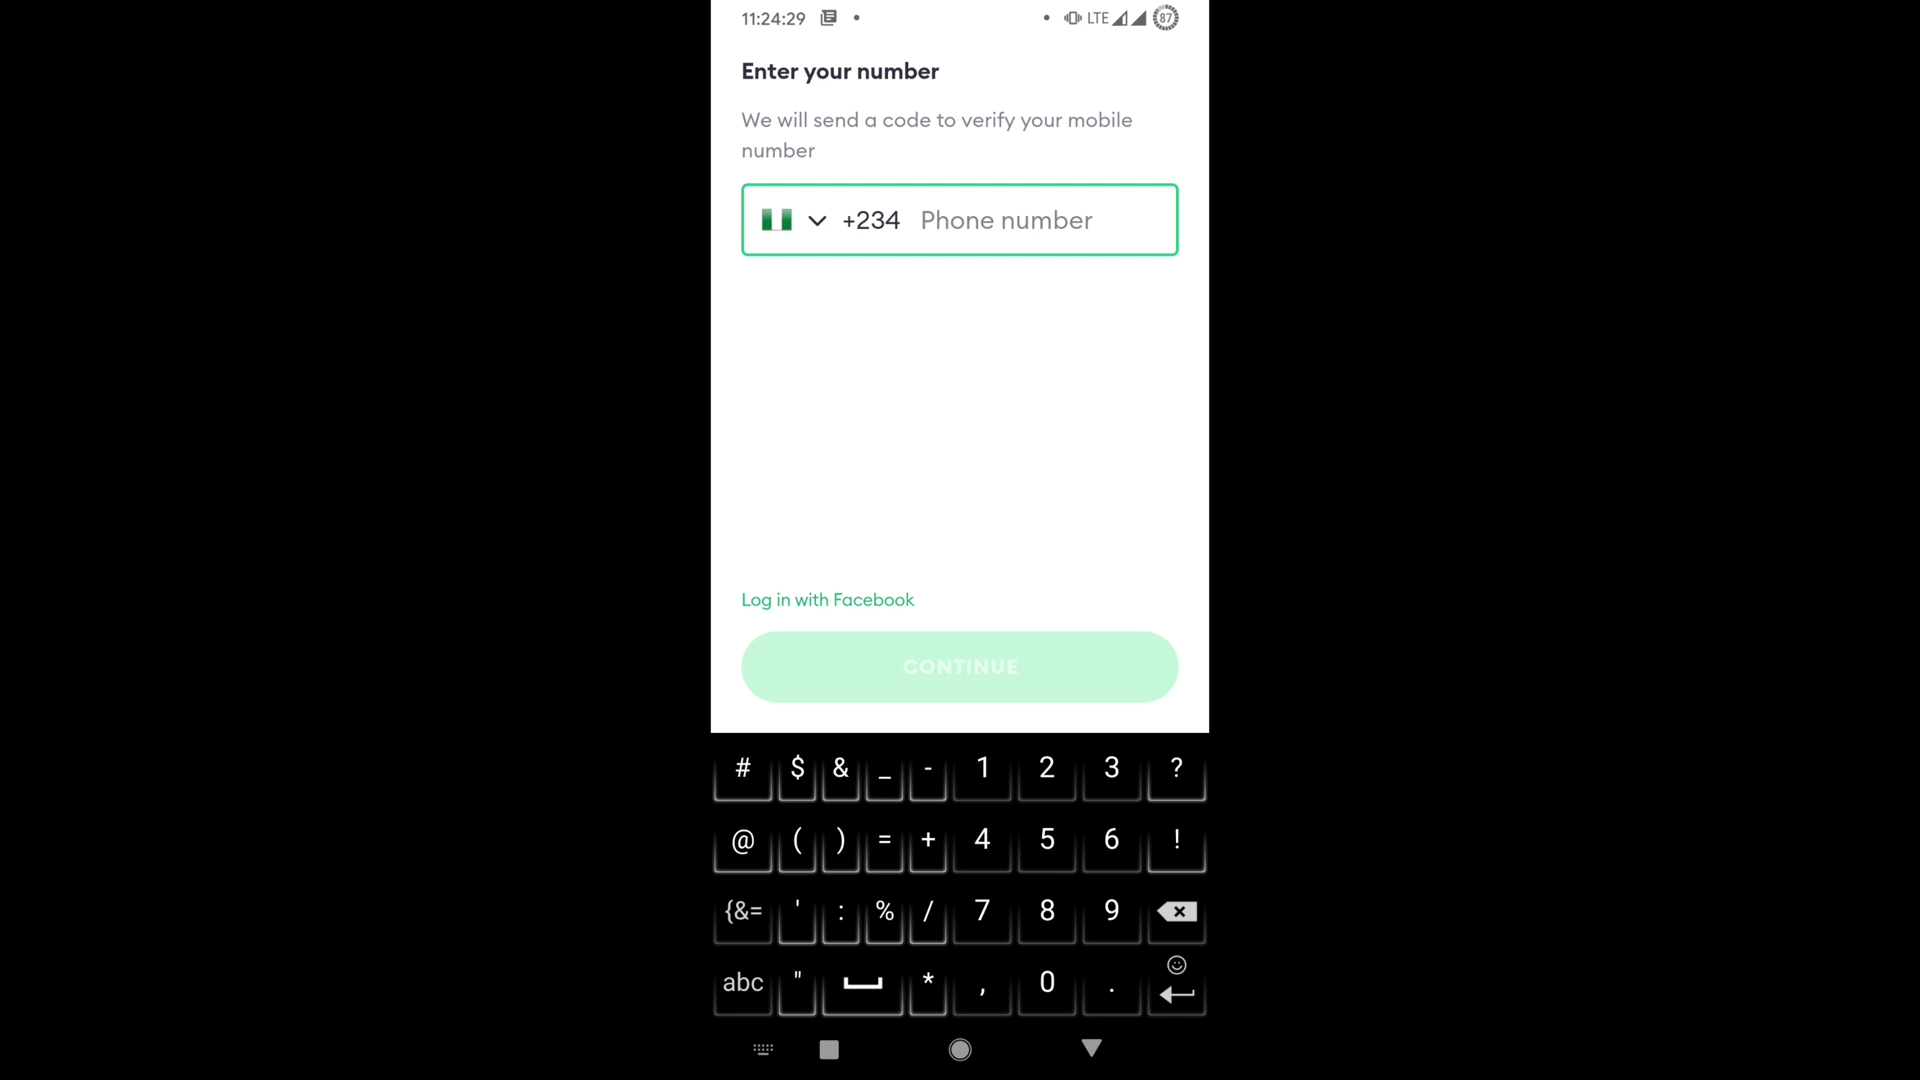 11:24:29 LTE 87
Enter your number
We will send a code to verify your mobile
number
+234 Phone number
Log in with Facebook
CONTINUE
# $ & _ - 1 2 3 ?
@ ( ) = + 4 5 6 !
{&= ' : % / 7 8 9
abc " * , 0 .